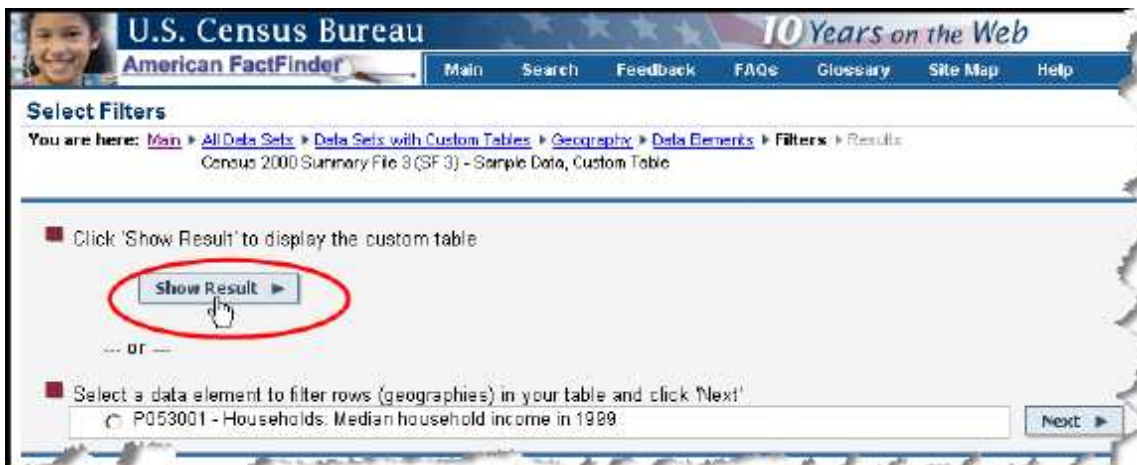 U.S. Census Bureau
10 Years on the Web
American FactFinder
Main Search Feedback FAQs Glossary Site Map Help
Select Filters
You are here: Main ▶ All Data Sets ▶ Data Sets with Custom Tables ▶ Geography ▶ Data Elements ▶ Filters ▶ Results
Census 2000 Summary File 3 (SF 3) - Sample Data, Custom Table
Click 'Show Result' to display the custom table
Show Result ▶
--- or ---
Select a data element to filter rows (geographies) in your table and click 'Next'
P053001 - Households: Median household income in 1999
Next ▶